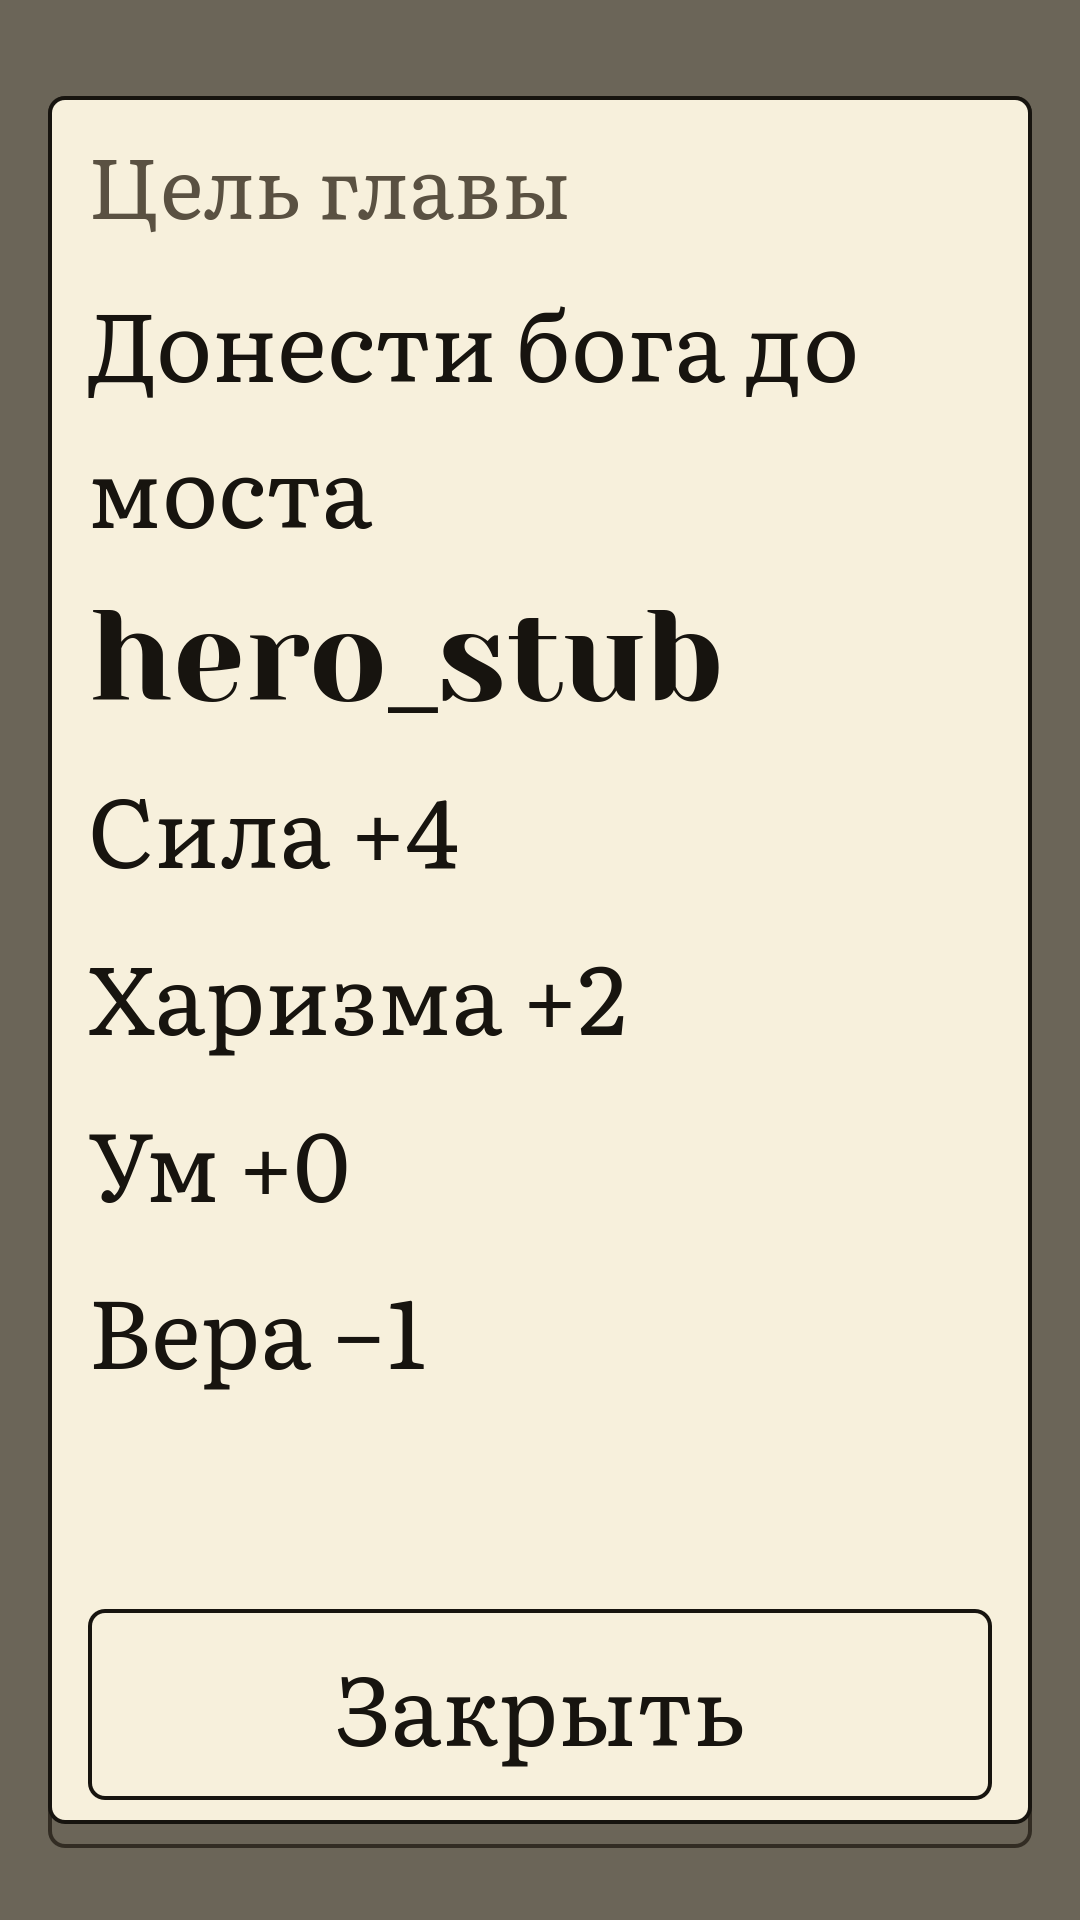 Цель главы
Донести бога до
моста
hero_stub
Сила +4
Харизма +2
Ум +0
Вера −1
Закрыть